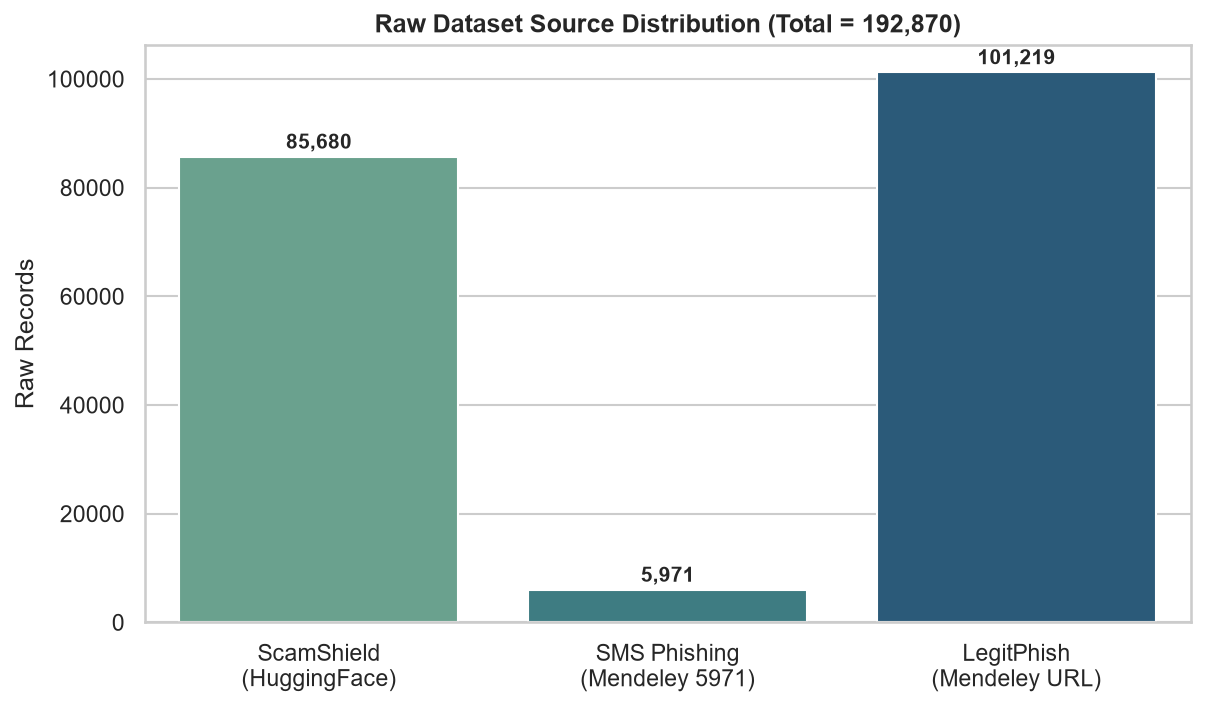 Raw Dataset Source Distribution (Total = 192,870)
Raw Records
100000
80000
60000
40000
20000
0
85,680
5,971
101,219
ScamShield
(HuggingFace)
SMS Phishing
(Mendeley 5971)
LegitPhish
(Mendeley URL)